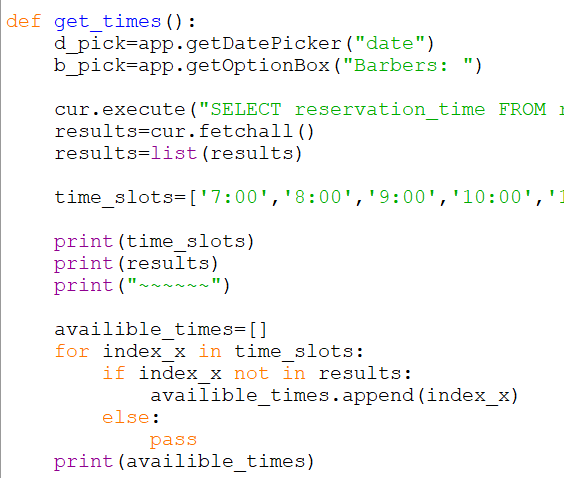 def get_times():
    d_pick=app.getDatePicker("date")
    b_pick=app.getOptionBox("Barbers: ")
    cur.execute("SELECT reservation_time FROM r
    results=cur.fetchall()
    results=list(results)
    time_slots=['7:00','8:00','9:00','10:00','1
    print(time_slots)
    print(results)
    print("~~~~~~")
    availible_times=[]
    for index_x in time_slots:
        if index_x not in results:
            availible_times.append(index_x)
        else:
            pass
    print(availible_times)